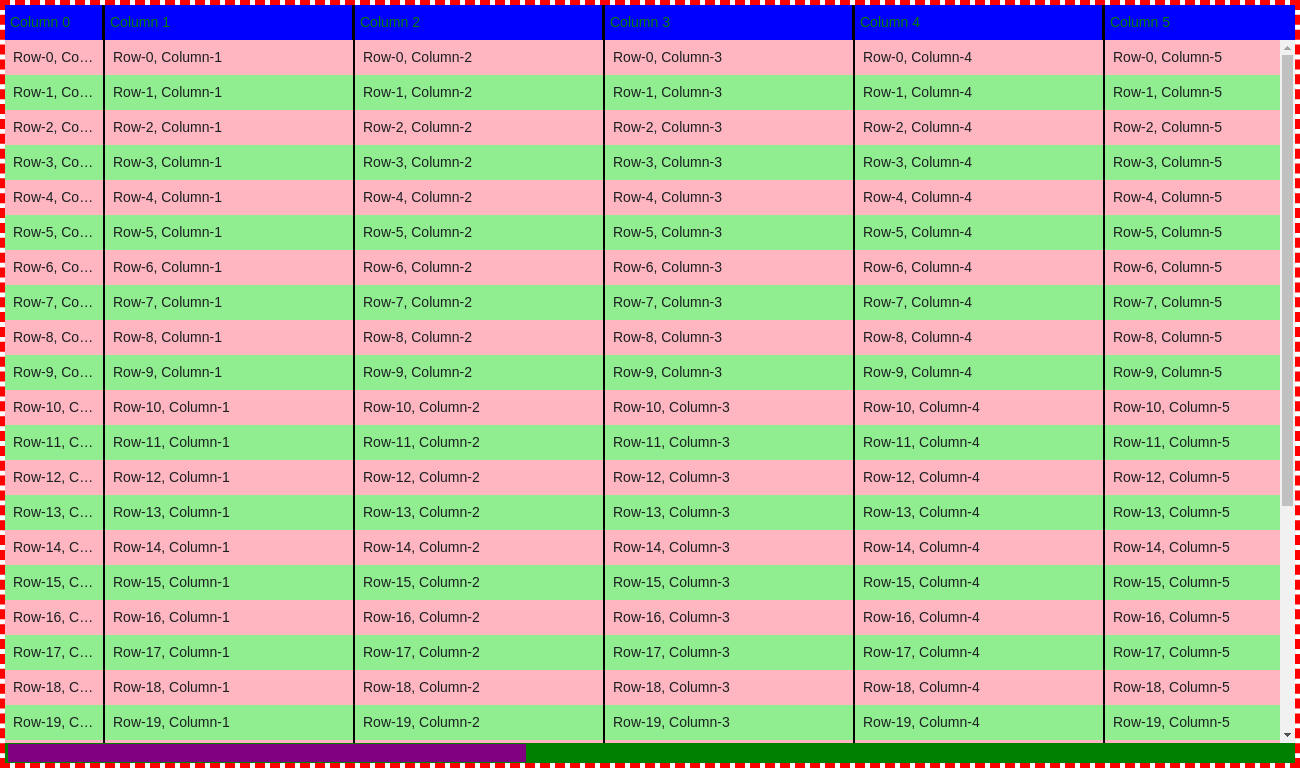 Column 0 Column 1 Column 2 Column 3 Column 4 Column 5
Row-0, Co… Row-0, Column-1 Row-0, Column-2 Row-0, Column-3 Row-0, Column-4 Row-0, Column-5
Row-1, Co… Row-1, Column-1 Row-1, Column-2 Row-1, Column-3 Row-1, Column-4 Row-1, Column-5
Row-2, Co… Row-2, Column-1 Row-2, Column-2 Row-2, Column-3 Row-2, Column-4 Row-2, Column-5
Row-3, Co… Row-3, Column-1 Row-3, Column-2 Row-3, Column-3 Row-3, Column-4 Row-3, Column-5
Row-4, Co… Row-4, Column-1 Row-4, Column-2 Row-4, Column-3 Row-4, Column-4 Row-4, Column-5
Row-5, Co… Row-5, Column-1 Row-5, Column-2 Row-5, Column-3 Row-5, Column-4 Row-5, Column-5
Row-6, Co… Row-6, Column-1 Row-6, Column-2 Row-6, Column-3 Row-6, Column-4 Row-6, Column-5
Row-7, Co… Row-7, Column-1 Row-7, Column-2 Row-7, Column-3 Row-7, Column-4 Row-7, Column-5
Row-8, Co… Row-8, Column-1 Row-8, Column-2 Row-8, Column-3 Row-8, Column-4 Row-8, Column-5
Row-9, Co… Row-9, Column-1 Row-9, Column-2 Row-9, Column-3 Row-9, Column-4 Row-9, Column-5
Row-10, C… Row-10, Column-1 Row-10, Column-2 Row-10, Column-3 Row-10, Column-4 Row-10, Column-5
Row-11, C… Row-11, Column-1 Row-11, Column-2 Row-11, Column-3 Row-11, Column-4 Row-11, Column-5
Row-12, C… Row-12, Column-1 Row-12, Column-2 Row-12, Column-3 Row-12, Column-4 Row-12, Column-5
Row-13, C… Row-13, Column-1 Row-13, Column-2 Row-13, Column-3 Row-13, Column-4 Row-13, Column-5
Row-14, C… Row-14, Column-1 Row-14, Column-2 Row-14, Column-3 Row-14, Column-4 Row-14, Column-5
Row-15, C… Row-15, Column-1 Row-15, Column-2 Row-15, Column-3 Row-15, Column-4 Row-15, Column-5
Row-16, C… Row-16, Column-1 Row-16, Column-2 Row-16, Column-3 Row-16, Column-4 Row-16, Column-5
Row-17, C… Row-17, Column-1 Row-17, Column-2 Row-17, Column-3 Row-17, Column-4 Row-17, Column-5
Row-18, C… Row-18, Column-1 Row-18, Column-2 Row-18, Column-3 Row-18, Column-4 Row-18, Column-5
Row-19, C… Row-19, Column-1 Row-19, Column-2 Row-19, Column-3 Row-19, Column-4 Row-19, Column-5